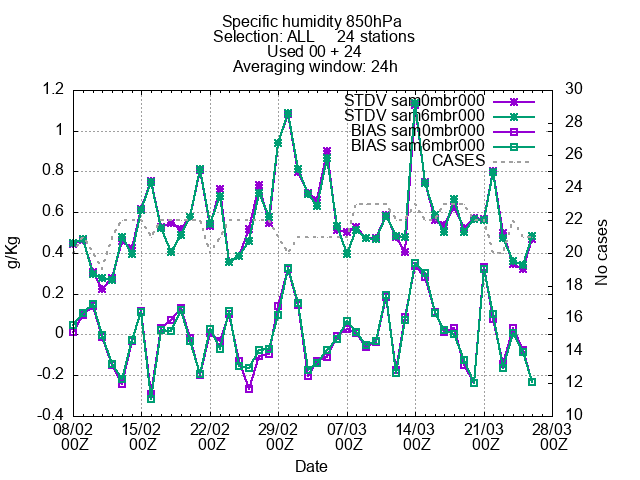 Specific humidity 850hPa
Selection: ALL 24 stations
Used 00 + 24
Averaging window: 24h
1.2
1
0.8
0.6
0.4
0.2
0
-0.2
-0.4
g/Kg
STDV sam0mbr000
STDV sam6mbr000
BIAS sam0mbr000
BIAS sam6mbr000
CASES
30
28
26
24
22
20
18
16
14
12
10
No cases
08/02 15/02 22/02 29/02 07/03 14/03 21/03 28/03
00Z 00Z 00Z 00Z 00Z 00Z 00Z 00Z
Date